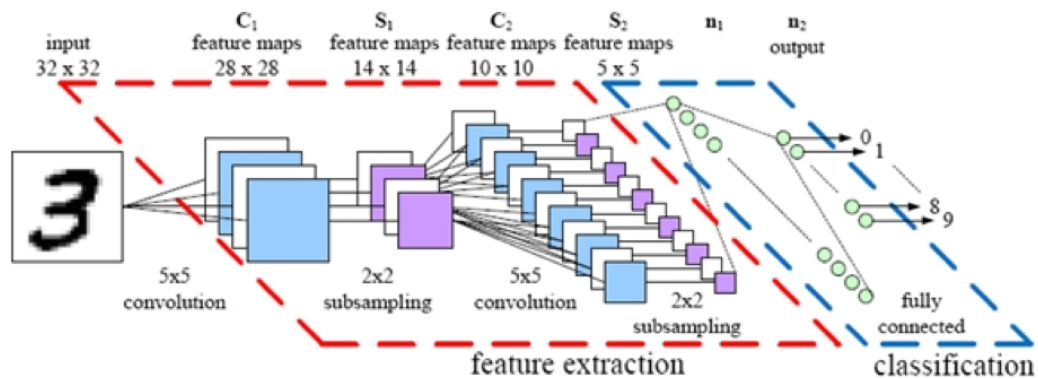 input
32 x 32
C1
feature maps
28 x 28
S1
feature maps
14 x 14
C2
feature maps
10 x 10
S2
feature maps
5 x 5
n1
n2
output
3
0
1
8
9
5x5
convolution
2x2
subsampling
5x5
convolution
2x2
subsampling
fully
connected
feature extraction
classification